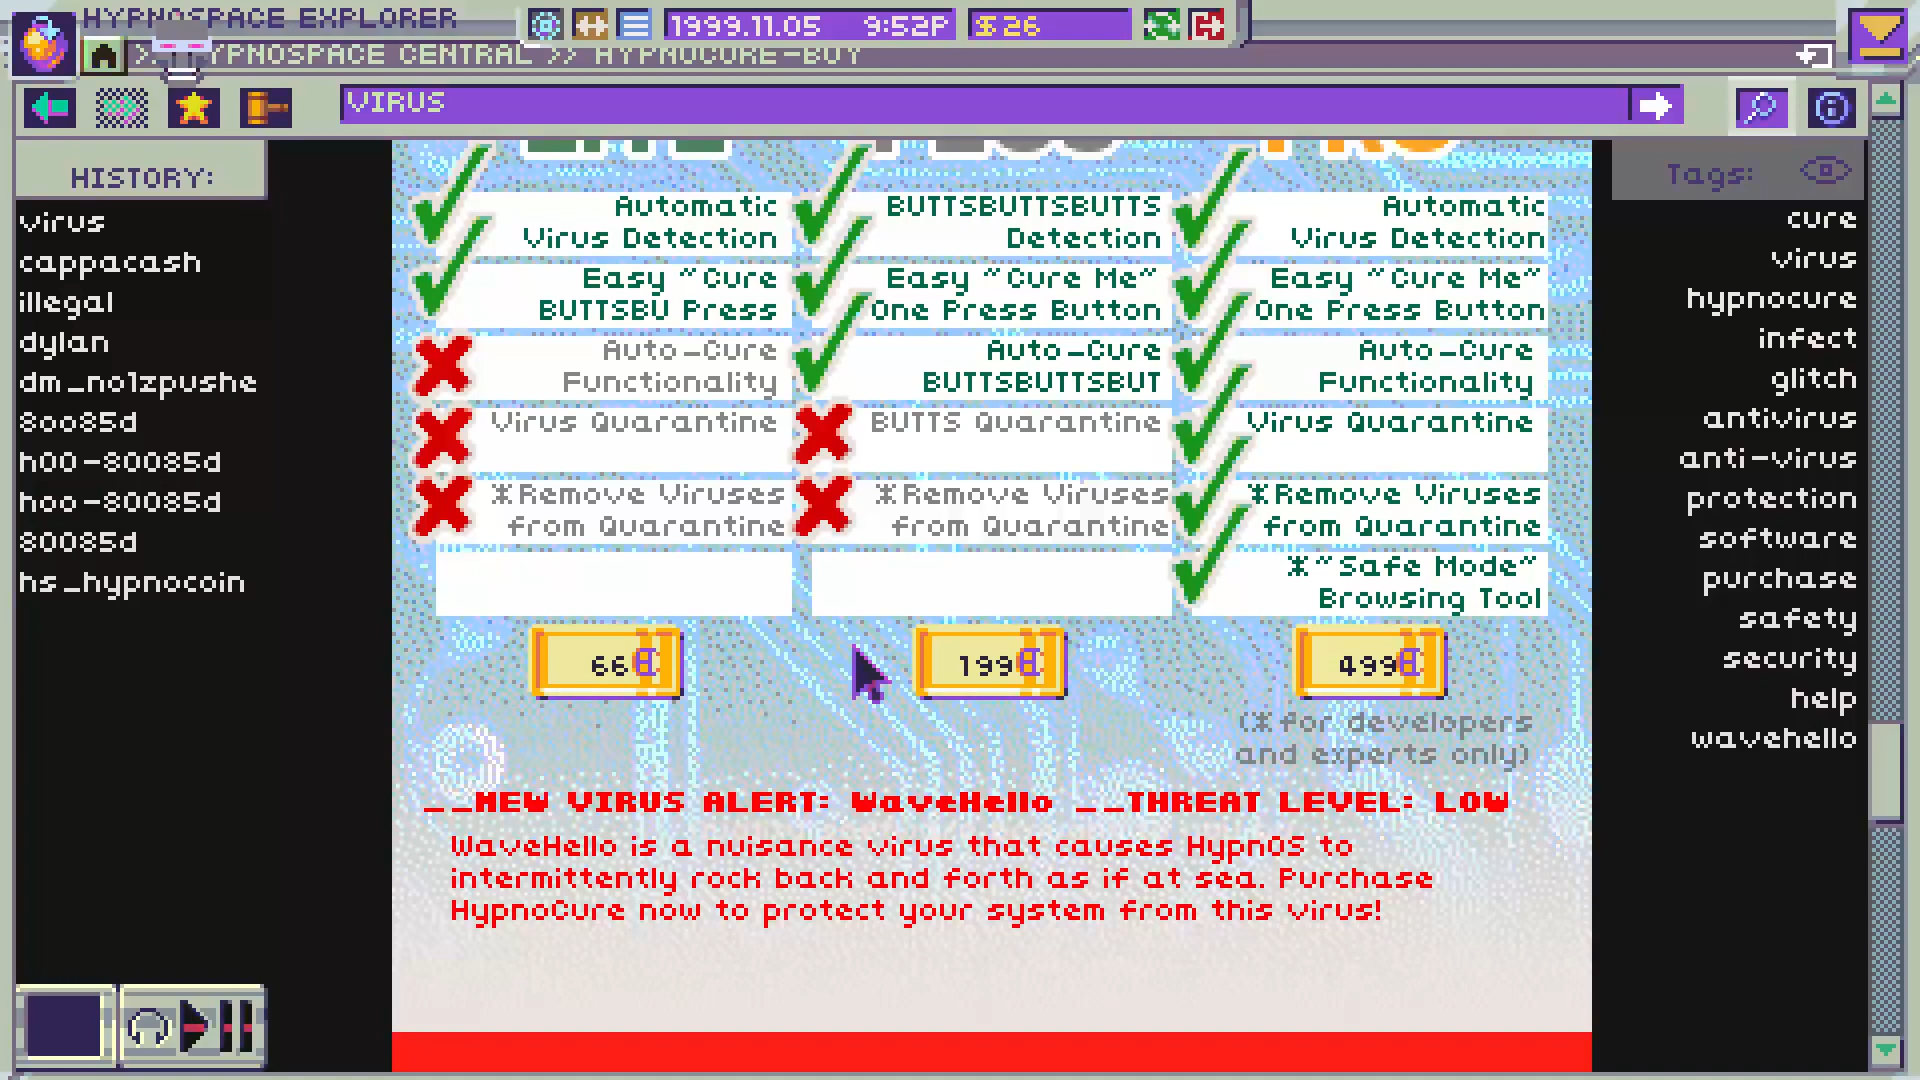 HYPNOSPACE EXPLORER
1999.11.05 9:52P
26
YPNOSPACE CENTRAL >> HYPNOCURE-BUY
VIRUS
HISTORY:
virus
cappacash
illegal
dylan
dm_no1zpushe
8oo85d
h00-80085d
hoo-80085d
80085d
hs_hypnocoin
Automatic
Virus Detection
Easy ~Cure
BUTTSBU Press
Auto-Cure
Functionality
Virus Quarantine
*Remove Viruses
from Quarantine
66
BUTTSBUTTSBUTTS
Detection
Easy ~Cure Me~
One Press Button
Auto-Cure
BUTTSBUTTSBUT
BUTTS Quarantine
*Remove Viruses
from Quarantine
199
PRO
Automatic
Virus Detection
Easy ~Cure Me~
One Press Button
Auto-Cure
Functionality
Virus Quarantine
*Remove Viruses
from Quarantine
*~Safe Mode~
Browsing Tool
499
(* for developers
and experts only)
__NEW VIRUS ALERT: WaveHello __THREAT LEVEL: LOW
WaveHello is a nuisance virus that causes HypnOS to
intermittently rock back and forth as if at sea. Purchase
HypnoCure now to protect your system from this virus!
Tags:
cure
virus
hypnocure
infect
glitch
antivirus
anti-virus
protection
software
purchase
safety
security
help
wavehello